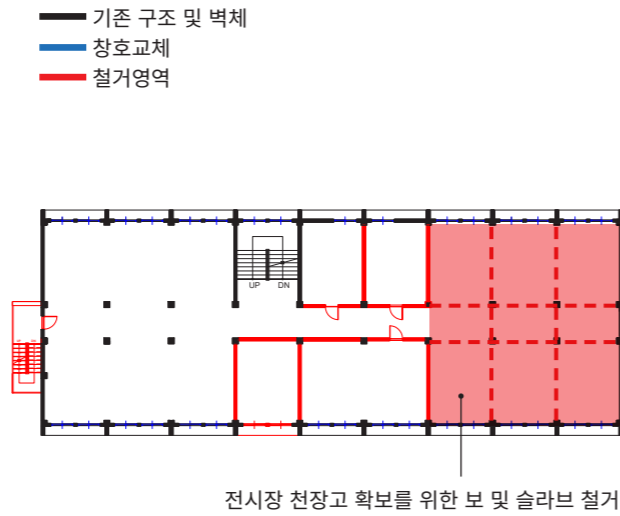 기존 구조 및 벽체
창호교체
철거영역
UP DN
전시장 천장고 확보를 위한 보 및 슬라브 철거